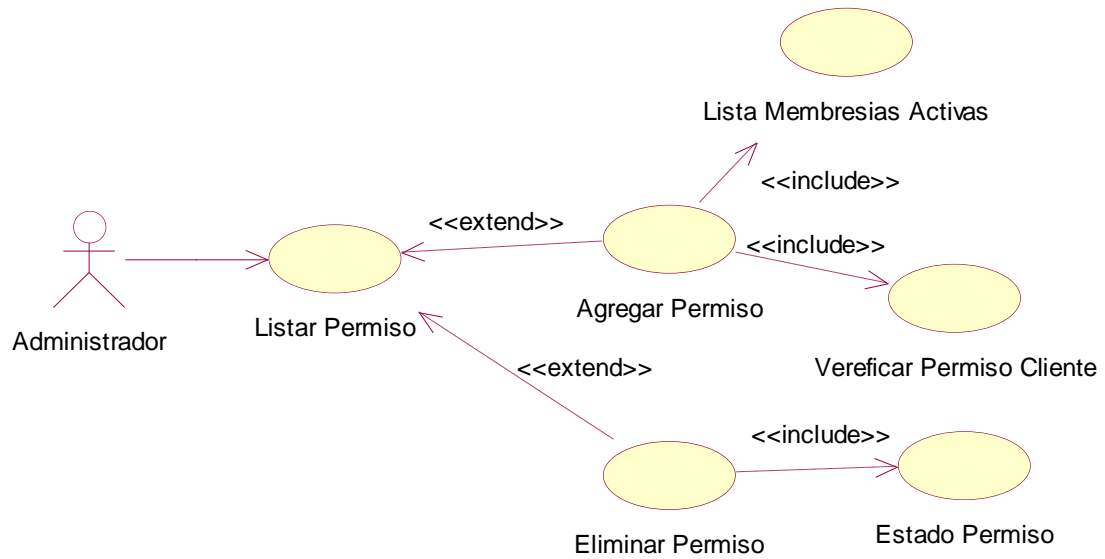 Lista Membresias Activas
<<include>>
<<extend>>
<<include>>
Agregar Permiso
Listar Permiso
Administrador
Vereficar Permiso Cliente
<<extend>>
<<include>>
Estado Permiso
Eliminar Permiso